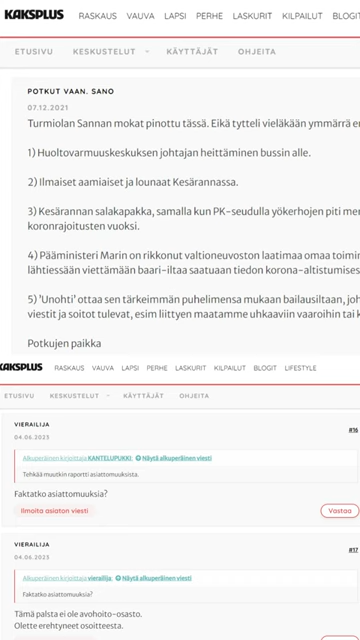 KAKSPLUS RASKAUS VAUVA LAPSI PERHE LASKURIT KILPAILUT BLOGIT
ETUSIVU KESKUSTELUT KÄYTTÄJÄT OHJEITA
POTKUT VAAN. SANO
07.12.2021
Turmiolan Sannan mokat pinottu tässä. Eikä tytteli vieläkään ymmärrä
1) Huoltovarmuuskeskuksen johtajan heittäminen bussin alle.
2) Ilmaiset aamiaiset ja lounaat Kesärannassa.
3) Kesärannan salakapakka, samalla kun PK-seudulla yökerhojen piti
koronrajoitusten vuoksi.
4) Pääministeri Marin on rikkonut valtioneuvoston laatimaa omaa
lähtiessään viettämään baari-iltaa saatuaan tiedon korona-altistumises
5) 'Unohti' ottaa sen tärkeimmän puhelimensa mukaan bailausiltaan, joh
viestit ja soitot tulevat, esim liittyen maatamme uhkaaviin vaaroihin tai
Potkujen paikka
KAKSPLUS RASKAUS VAUVA LAPSI PERHE LASKURIT KILPAILUT BLOGIT LIFESTYLE
ETUSIVU KESKUSTELUT KÄYTTÄJÄT OHJEITA
VIERAILIJA
04.06.2023 #16
Alkuperäinen kirjoittaja KANTELUPUKKI: Näytä alkuperäinen viesti
Tehkää muutkin raportti asiattomuuksista.
Faktatko asiattomuuksia?
Ilmoita asiaton viesti Vastaa
VIERAILIJA
04.06.2023 #17
Alkuperäinen kirjoittaja vierailija: Näytä alkuperäinen viesti
Faktatko asiattomuuksia?
Tämä palsta ei ole avohoito-osasto.
Olette erehtyneet osoitteesta.